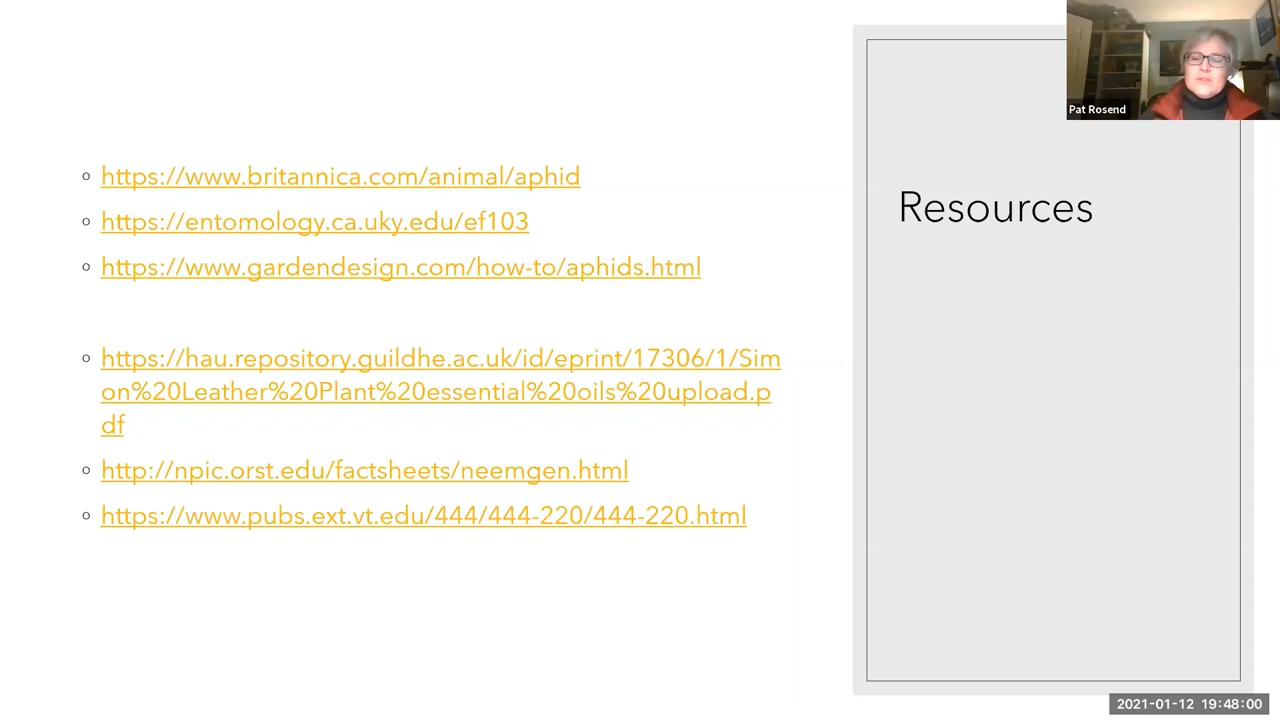 https://www.britannica.com/animal/aphid
https://entomology.ca.uky.edu/ef103
https://www.gardendesign.com/how-to/aphids.html
https://hau.repository.guildhe.ac.uk/id/eprint/17306/1/Sim
on%20Leather%20Plant%20essential%20oils%20upload.p
df
http://npic.orst.edu/factsheets/neemgen.html
https://www.pubs.ext.vt.edu/444/444-220/444-220.html
Resources
Pat Rosend
2021-01-12 19:48:00